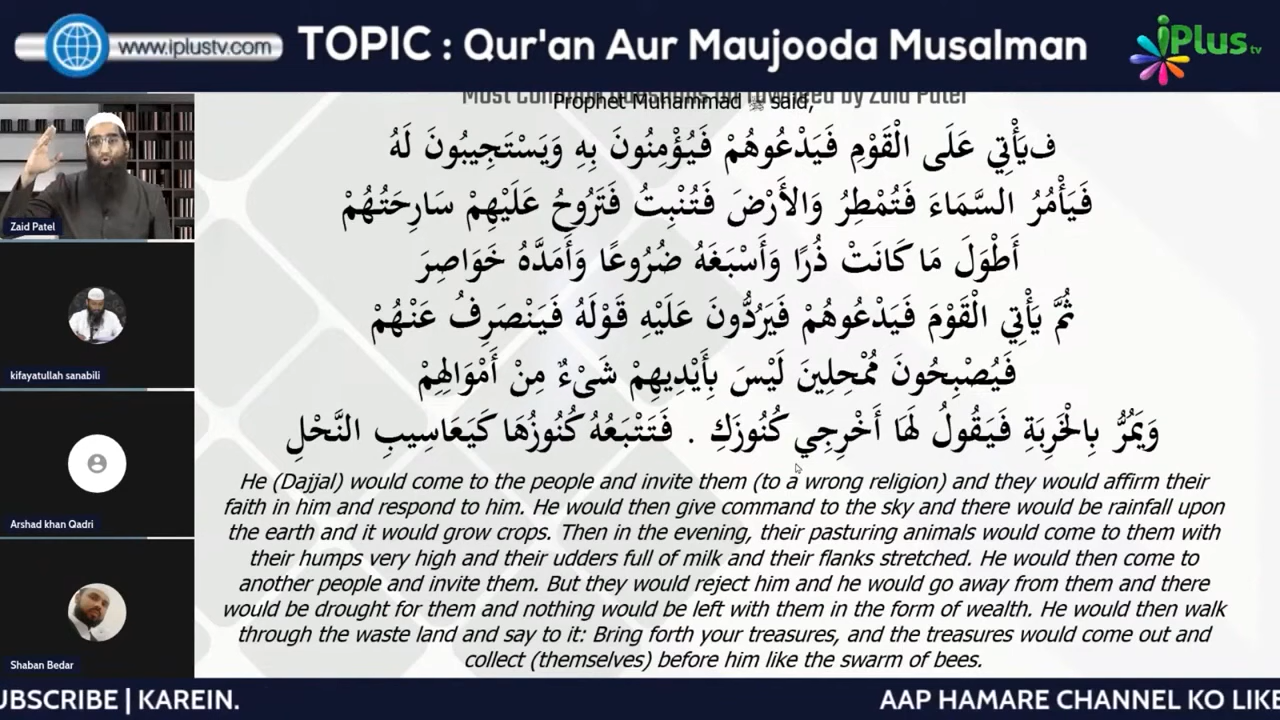 www.iplustv.com
TOPIC : Qur'an Aur Maujooda Musalman
iPlus tv
Prophet Muhammad ﷺ said,
فيَأْتِي عَلَى الْقَوْمِ فَيَدْعُوهُمْ فَيُؤْمِنُونَ بِهِ وَيَسْتَجِيبُونَ لَهُ
فَيَأْمُرُ السَّمَاءَ فَتُمْطِرُ وَالأَرْضَ فَتُنْبِتُ فَتَرُوحُ عَلَيْهِمْ سَارِحَتُهُمْ
أَطْوَلَ مَا كَانَتْ ذُرًا وَأَسْبَغَهُ ضُرُوعًا وَأَمَدَّهُ خَوَاصِرَ
ثُمَّ يَأْتِي الْقَوْمَ فَيَدْعُوهُمْ فَيَرُدُّونَ عَلَيْهِ قَوْلَهُ فَيَنْصَرِفُ عَنْهُمْ
فَيُصْبِحُونَ مُمْحِلِينَ لَيْسَ بِأَيْدِيهِمْ شَىْءٌ مِنْ أَمْوَالِهِمْ
وَيَمُرُّ بِالْخَرِبَةِ فَيَقُولُ لَهَا أَخْرِجِي كُنُوزَكِ . فَتَتْبَعُهُ كُنُوزُهَا كَيَعَاسِيبِ النَّحْلِ
He (Dajjal) would come to the people and invite them (to a wrong religion) and they would affirm their
faith in him and respond to him. He would then give command to the sky and there would be rainfall upon
the earth and it would grow crops. Then in the evening, their pasturing animals would come to them with
their humps very high and their udders full of milk and their flanks stretched. He would then come to
another people and invite them. But they would reject him and he would go away from them and there
would be drought for them and nothing would be left with them in the form of wealth. He would then walk
through the waste land and say to it: Bring forth your treasures, and the treasures would come out and
collect (themselves) before him like the swarm of bees.
Zaid Patel
kifayatullah sanabili
Arshad khan Qadri
Shaban Bedar
UBSCRIBE | KAREIN.
AAP HAMARE CHANNEL KO LIKE